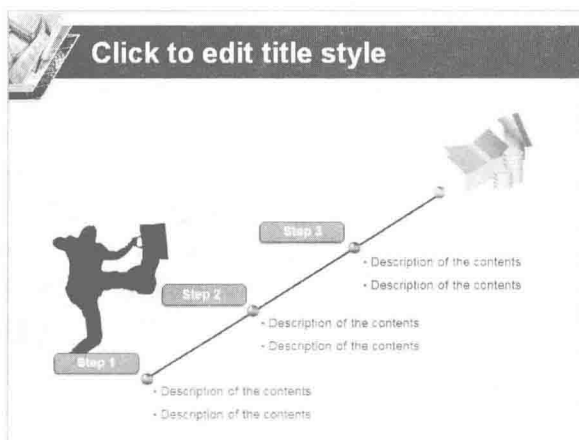 Click to edit title style
Step 3
- Description of the contents
- Description of the contents
Step 2
- Description of the contents
- Description of the contents
Step 1
- Description of the contents
- Description of the contents